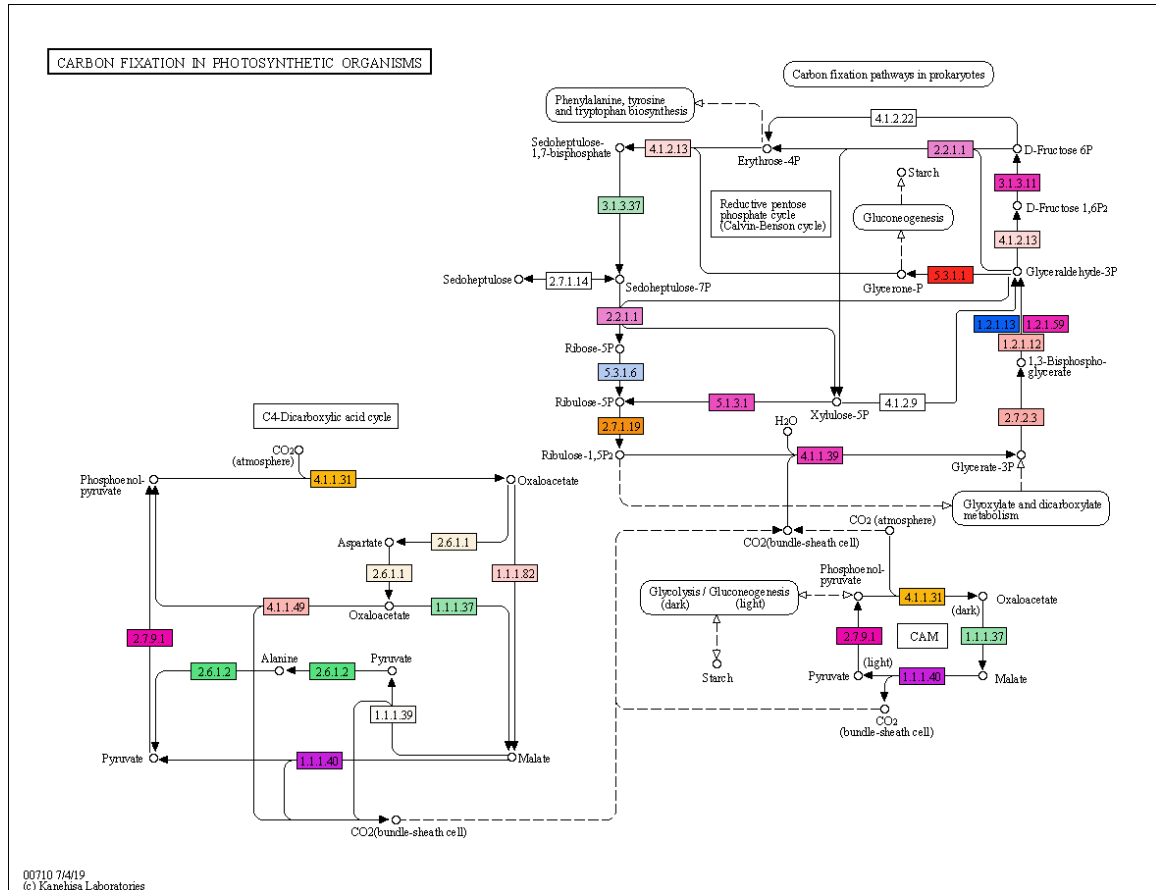 CARBON FIXATION IN PHOTOSYNTHETIC ORGANISMS
Carbon fixation pathways in prokaryotes
Phenylalanine, tyrosine
and tryptophan biosynthesis
4.1.2.22
Sedoheptulose-
1,7-bisphosphate
4.1.2.13
Erythrose-4P
2.2.1.1
D-Fructose 6P
Starch
3.1.3.11
3.1.3.37
Reductive pentose
phosphate cycle
(Calvin-Benson cycle)
Gluconeogenesis
D-Fructose 1,6P2
4.1.2.13
Sedoheptulose
2.7.1.14
Sedoheptulose-7P
Glycerone-P
5.3.1.1
Glyceraldehyde-3P
2.2.1.1
1.2.1.13
1.2.1.59
1.2.1.12
Ribose-5P
1,3-Bisphospho-
glycerate
5.3.1.6
Ribulose-5P
5.1.3.1
Xylulose-5P
4.1.2.9
2.7.1.19
H2O
2.7.2.3
Ribulose-1,5P2
4.1.1.39
Glycerate-3P
Glyoxylate and dicarboxylate
metabolism
C4-Dicarboxylic acid cycle
CO2
(atmosphere)
Phosphoenol-
pyruvate
4.1.1.31
Oxaloacetate
Aspartate
2.6.1.1
2.6.1.1
1.1.1.82
4.1.1.49
Oxaloacetate
1.1.1.37
2.7.9.1
Alanine
Pyruvate
2.6.1.2
2.6.1.2
1.1.1.39
Pyruvate
1.1.1.40
Malate
CO2(bundle-sheath cell)
CO2 (atmosphere)
CO2(bundle-sheath cell)
Phosphoenol-
pyruvate
Glycolysis / Gluconeogenesis
(dark) (light)
4.1.1.31
(dark)
Oxaloacetate
2.7.9.1
CAM
1.1.1.37
Starch
Pyruvate
(light)
1.1.1.40
Malate
CO2
(bundle-sheath cell)
00710 7/4/19
(c) Kanehisa Laboratories